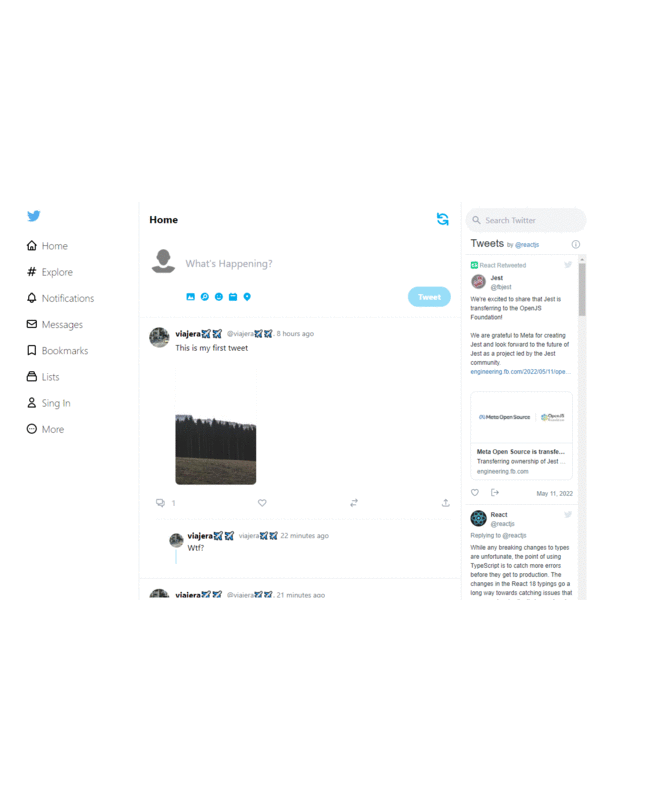 Home
Explore
Notifications
Messages
Bookmarks
Lists
Sing In
More
Home
What's Happening?
Tweet
viajera @viajera . 8 hours ago
This is my first tweet
1
viajera viajera 22 minutes ago
Wtf?
viajera @viajera . 21 minutes ago
Search Twitter
Tweets by @reactjs
React Retweeted
Jest
@fbjest
We're excited to share that Jest is
transferring to the OpenJS
Foundation!
We are grateful to Meta for creating
Jest and look forward to the future of
Jest as a project led by the Jest
community.
engineering.fb.com/2022/05/11/ope…
Meta Open Source
OpenJS
Meta Open Source is transfe...
Transferring ownership of Jest ...
engineering.fb.com
May 11, 2022
React
@reactjs
Replying to @reactjs
While any breaking changes to types
are unfortunate, the point of using
TypeScript is to catch more errors
before they get to production. The
changes in the React 18 typings go a
long way towards catching issues that